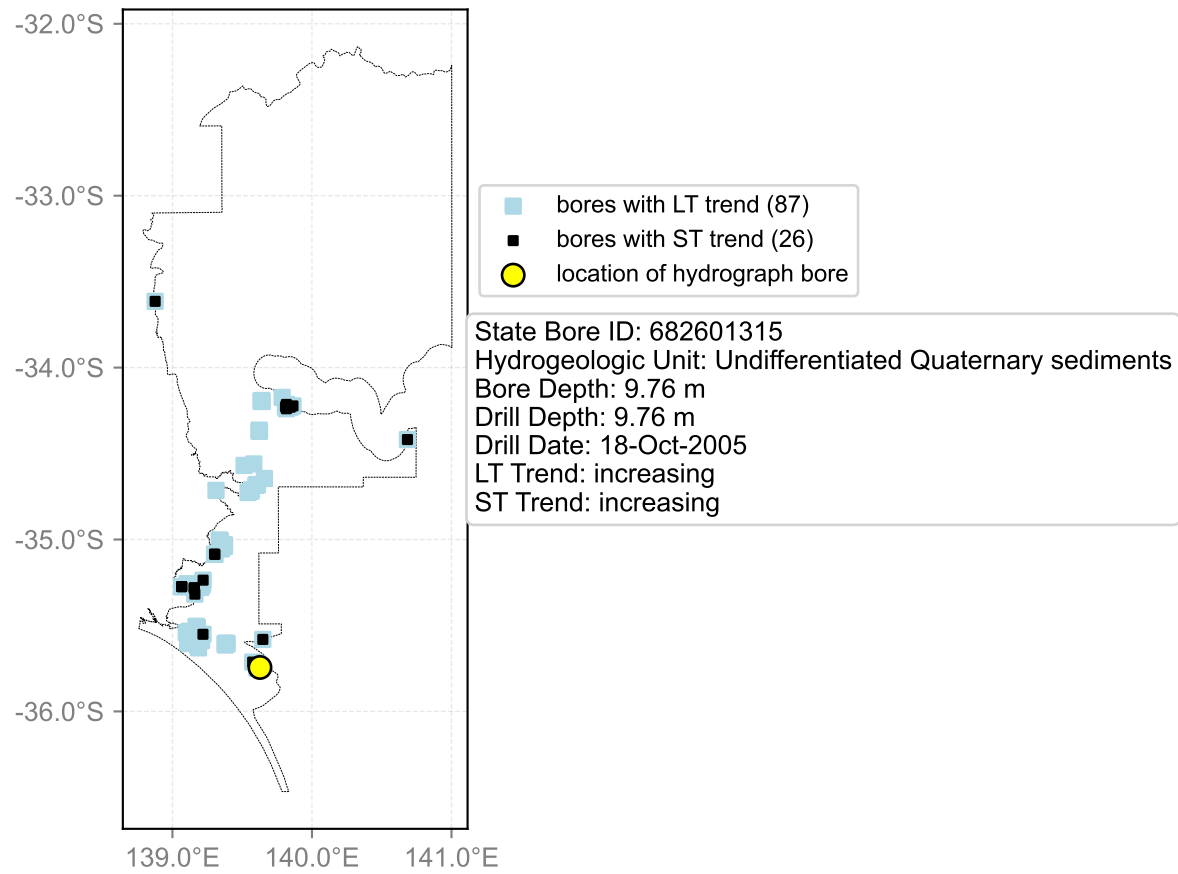 -32.0°S
-33.0°S
-34.0°S
-35.0°S
-36.0°S
139.0°E 140.0°E 141.0°E
bores with LT trend (87)
bores with ST trend (26)
location of hydrograph bore
State Bore ID: 682601315
Hydrogeologic Unit: Undifferentiated Quaternary sediments
Bore Depth: 9.76 m
Drill Depth: 9.76 m
Drill Date: 18-Oct-2005
LT Trend: increasing
ST Trend: increasing